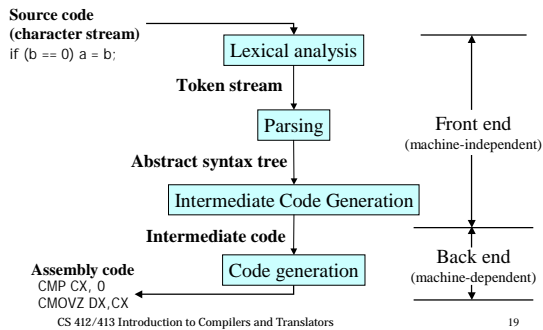 Source code
(character stream)
if (b == 0) a = b;
Lexical analysis
Token stream
Parsing
Abstract syntax tree
Intermediate Code Generation
Intermediate code
Code generation
Assembly code
CMP CX, 0
CMOVZ DX,CX
Front end
(machine-independent)
Back end
(machine-dependent)
CS 412/413 Introduction to Compilers and Translators
19